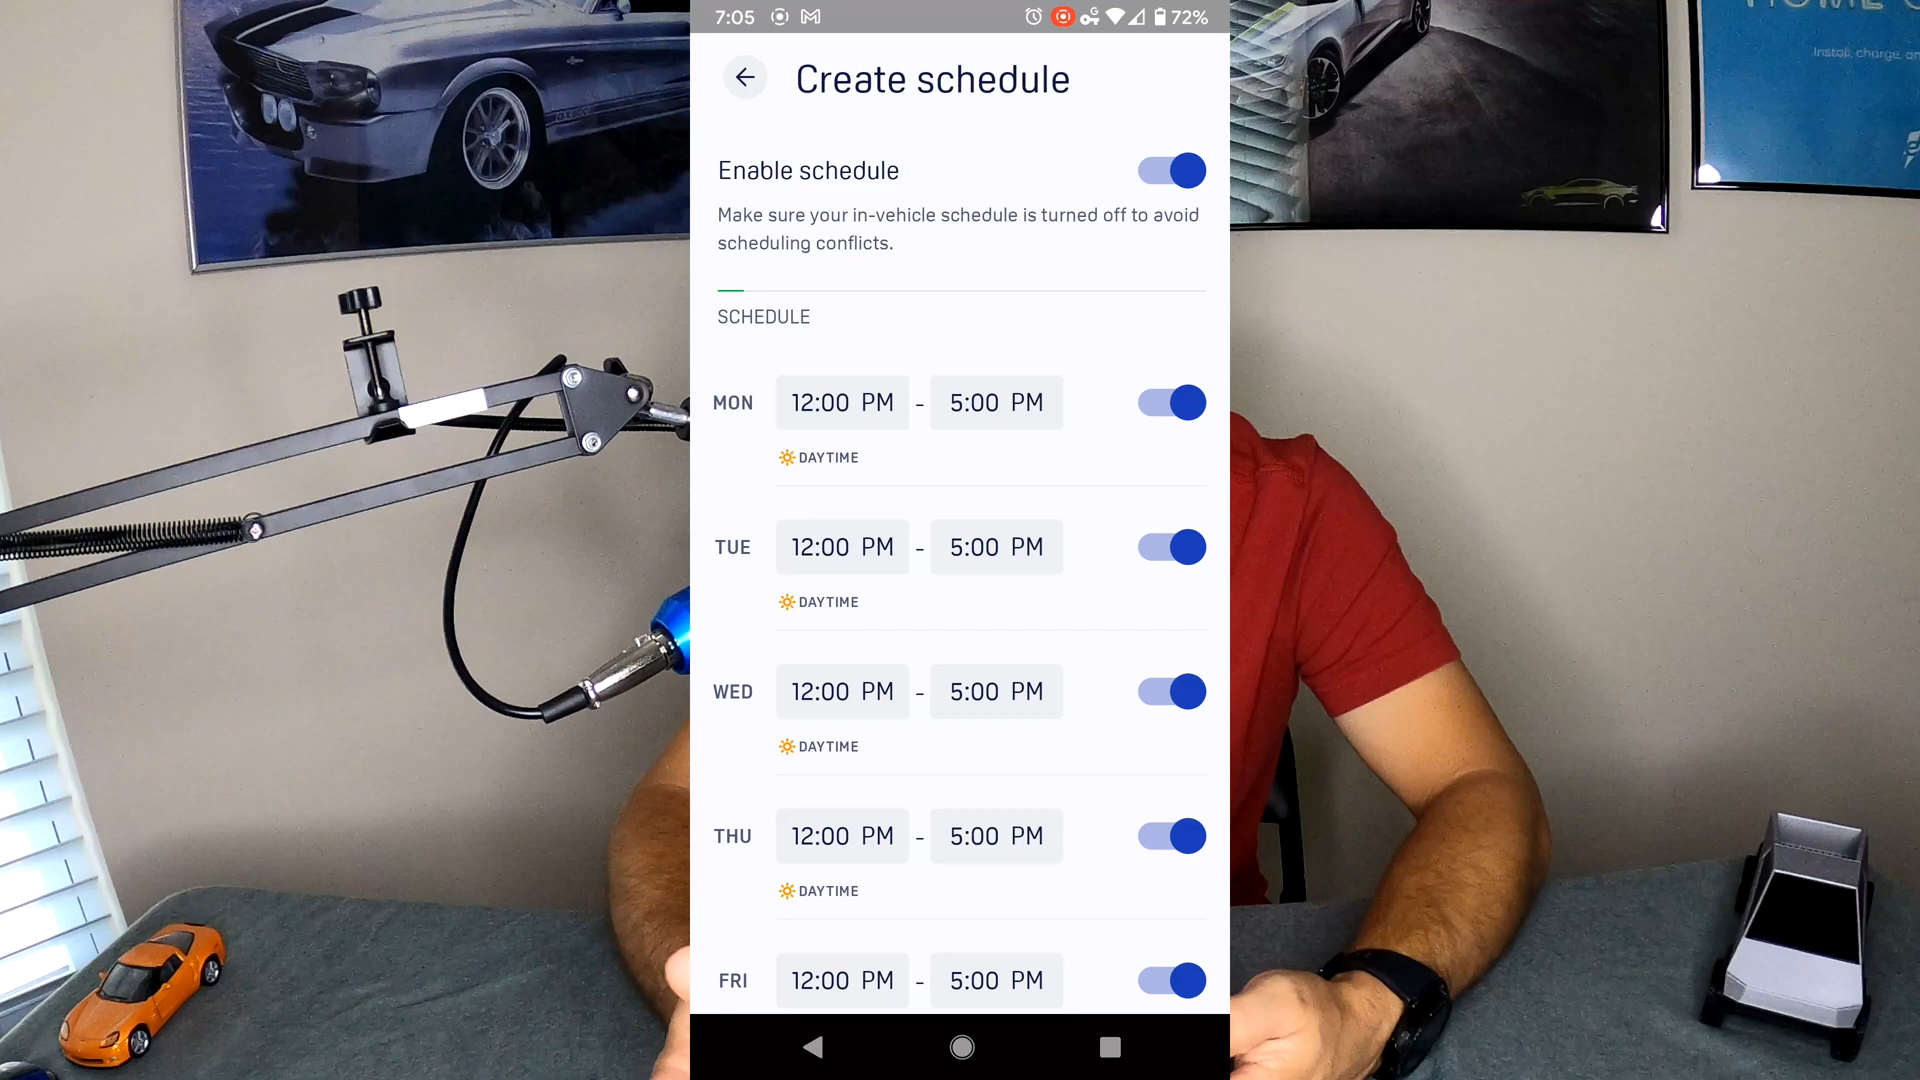 7:05
72%
Create schedule
Enable schedule
Make sure your in-vehicle schedule is turned off to avoid
scheduling conflicts.
SCHEDULE
MON 12:00 PM - 5:00 PM
DAYTIME
TUE 12:00 PM - 5:00 PM
DAYTIME
WED 12:00 PM - 5:00 PM
DAYTIME
THU 12:00 PM - 5:00 PM
DAYTIME
FRI 12:00 PM - 5:00 PM
Install, charge,